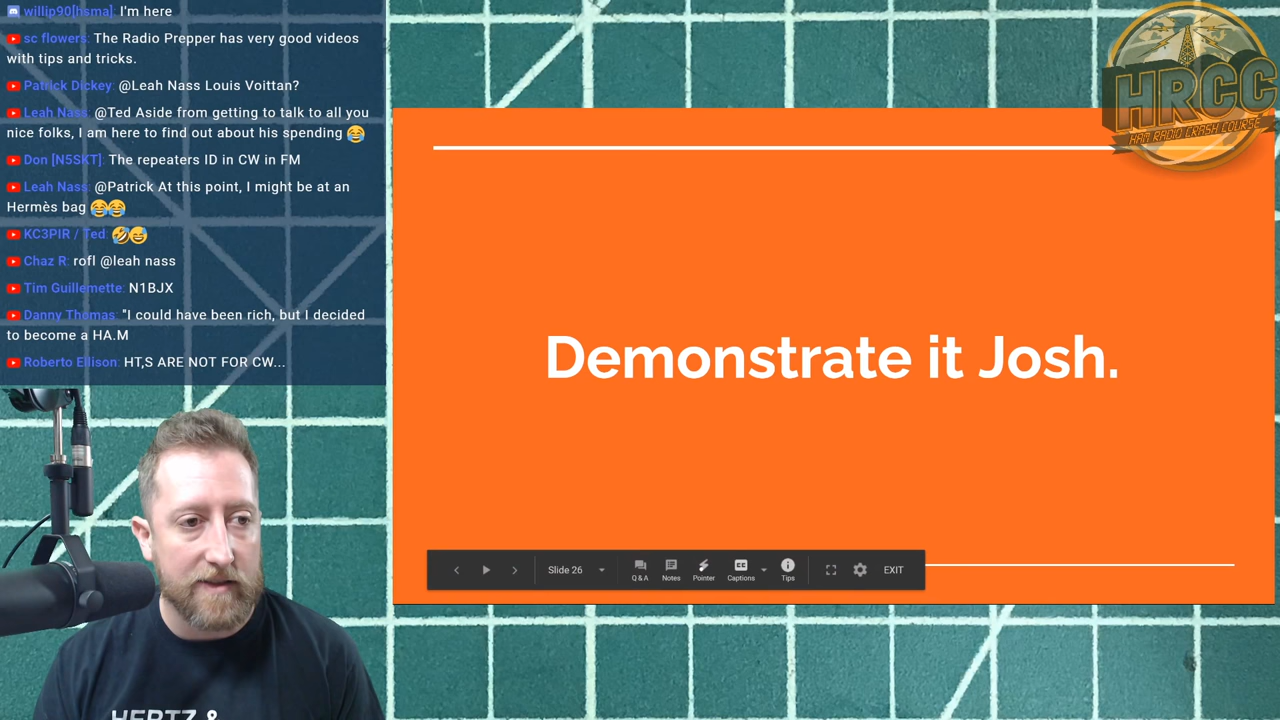 willip90[hsma]: I'm here
sc flowers: The Radio Prepper has very good videos
with tips and tricks.
Patrick Dickey: @Leah Nass Louis Voittan?
Leah Nass: @Ted Aside from getting to talk to all you
nice folks, I am here to find out about his spending 😂
Don [N5SKT]: The repeaters ID in CW in FM
Leah Nass: @Patrick At this point, I might be at an
Hermès bag 😂😂
KC3PIR / Ted: 🤣😅
Chaz R: rofl @leah nass
Tim Guillemette: N1BJX
Danny Thomas: "I could have been rich, but I decided
to become a HA.M
Roberto Ellison: HT,S ARE NOT FOR CW...
HRCC
HAM RADIO CRASH COURSE
Demonstrate it Josh.
Slide 26
Q & A
Notes
Pointer
CC
Captions
Tips
EXIT
HERTZ &